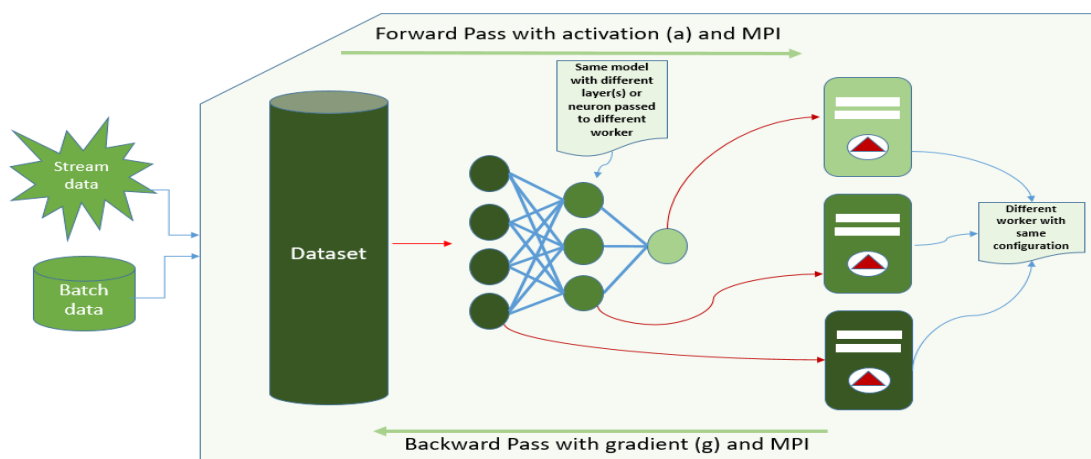 Forward Pass with activation (a) and MPI
Same model
with different
layer(s) or
neuron passed
to different
worker
Stream
data
Batch
data
Dataset
Different
worker with
same
configuration
Backward Pass with gradient (g) and MPI